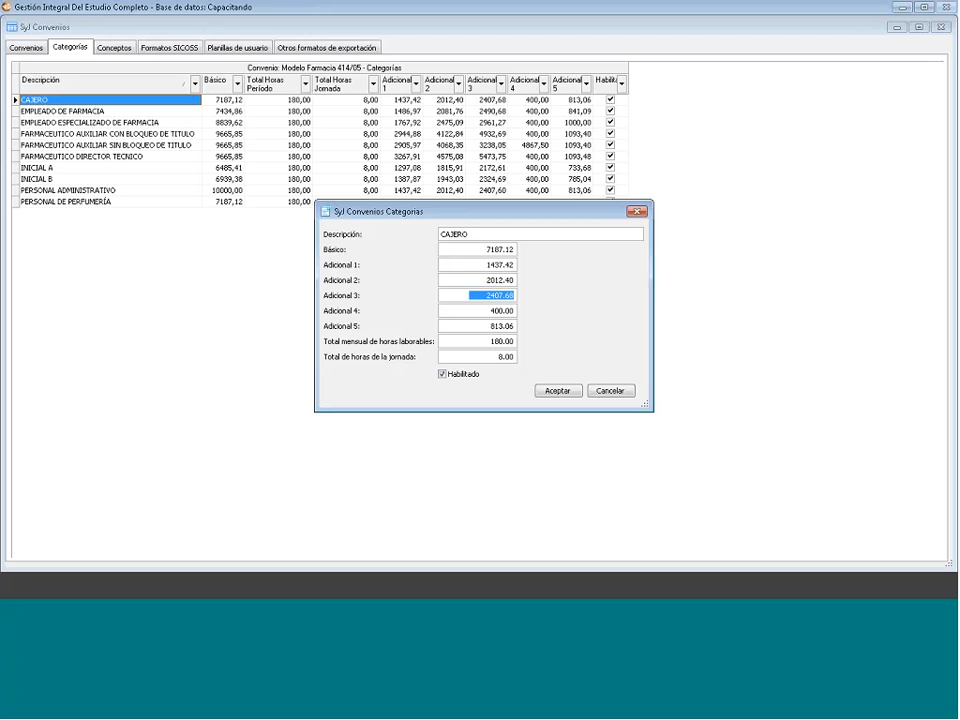 Gestión Integral Del Estudio Completo - Base de datos: Capacitando
SyJ Convenios
Convenios Categorías Conceptos Formatos SICOSS Planillas de usuario Otros formatos de exportación
Convenio: Modelo Farmacia 414/05 - Categorías
Descripción Básico Total Horas Período Total Horas Jornada Adicional 1 Adicional 2 Adicional 3 Adicional 4 Adicional 5 Habilit
CAJERO 7187,12 180,00 8,00 1437,42 2012,40 2407,68 400,00 813,06
EMPLEADO DE FARMACIA 7434,86 180,00 8,00 1486,97 2081,76 2490,68 400,00 841,09
EMPLEADO ESPECIALIZADO DE FARMACIA 8839,62 180,00 8,00 1767,92 2475,09 2961,27 400,00 1000,00
FARMACEUTICO AUXILIAR CON BLOQUEO DE TITULO 9665,85 180,00 8,00 2944,88 4122,84 4932,69 400,00 1093,40
FARMACEUTICO AUXILIAR SIN BLOQUEO DE TITULO 9665,85 180,00 8,00 2905,97 4068,35 3238,05 4867,50 1093,40
FARMACEUTICO DIRECTOR TECNICO 9665,85 180,00 8,00 3267,91 4575,08 5473,75 400,00 1093,48
INICIAL A 6485,41 180,00 8,00 1297,08 1815,91 2172,61 400,00 733,68
INICIAL B 6939,38 180,00 8,00 1387,87 1943,03 2324,69 400,00 785,04
PERSONAL ADMINISTRATIVO 10000,00 180,00 8,00 1437,42 2012,40 2407,60 400,00 813,06
PERSONAL DE PERFUMERÍA 7187,12 180,00
SyJ Convenios Categorias
Descripción: CAJERO
Básico: 7187.12
Adicional 1: 1437.42
Adicional 2: 2012.40
Adicional 3: 2407.68
Adicional 4: 400.00
Adicional 5: 813.06
Total mensual de horas laborables: 180.00
Total de horas de la jornada: 8.00
Habilitado
Aceptar Cancelar